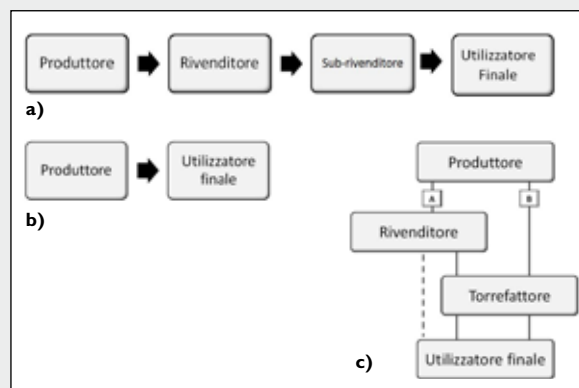 Produttore
Rivenditore
Sub-rivenditore
Utilizzatore
Finale
a)
Produttore
Utilizzatore
finale
b)
Produttore
A
B
Rivenditore
Torrefattore
Utilizzatore finale
c)